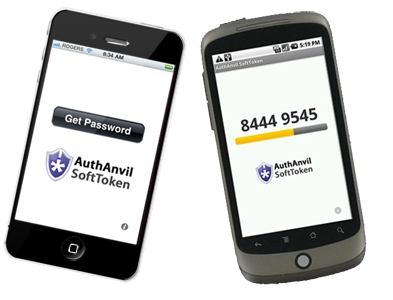 ROGERS
8:34 AM
Get Password
AuthAnvil
SoftToken
5:19 PM
AuthAnvil SoftToken
8444 9545
AuthAnvil
SoftToken